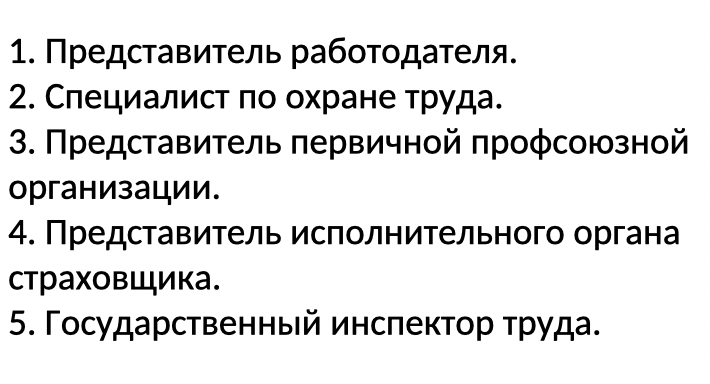 1. Представитель работодателя.
2. Специалист по охране труда.
3. Представитель первичной профсоюзной
организации.
4. Представитель исполнительного органа
страховщика.
5. Государственный инспектор труда.